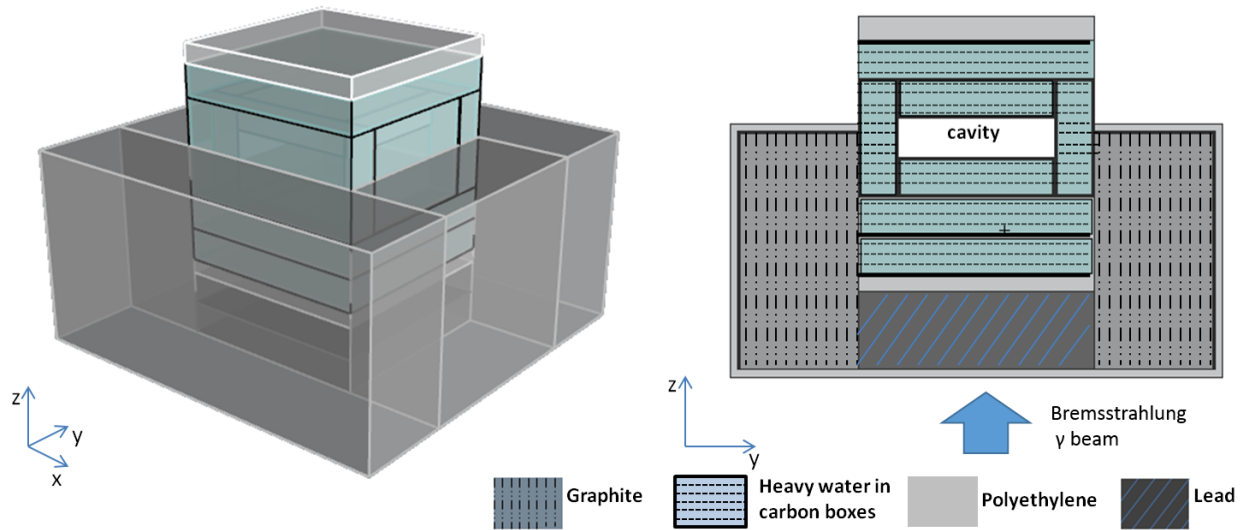 cavity
z
y
x
z
y
Bremsstrahlung
γ beam
Graphite
Heavy water in
carbon boxes
Polyethylene
Lead